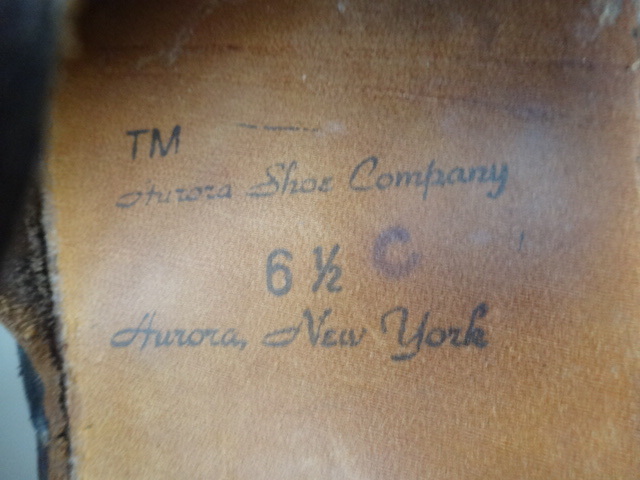 TM
Aurora Shoe Company
6 ½ C
Aurora, New York